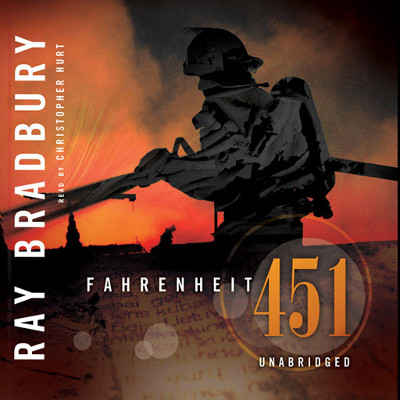 RAY BRADBURY
READ BY CHRISTOPHER HURT
FAHRENHEIT
451
UNABRIDGED